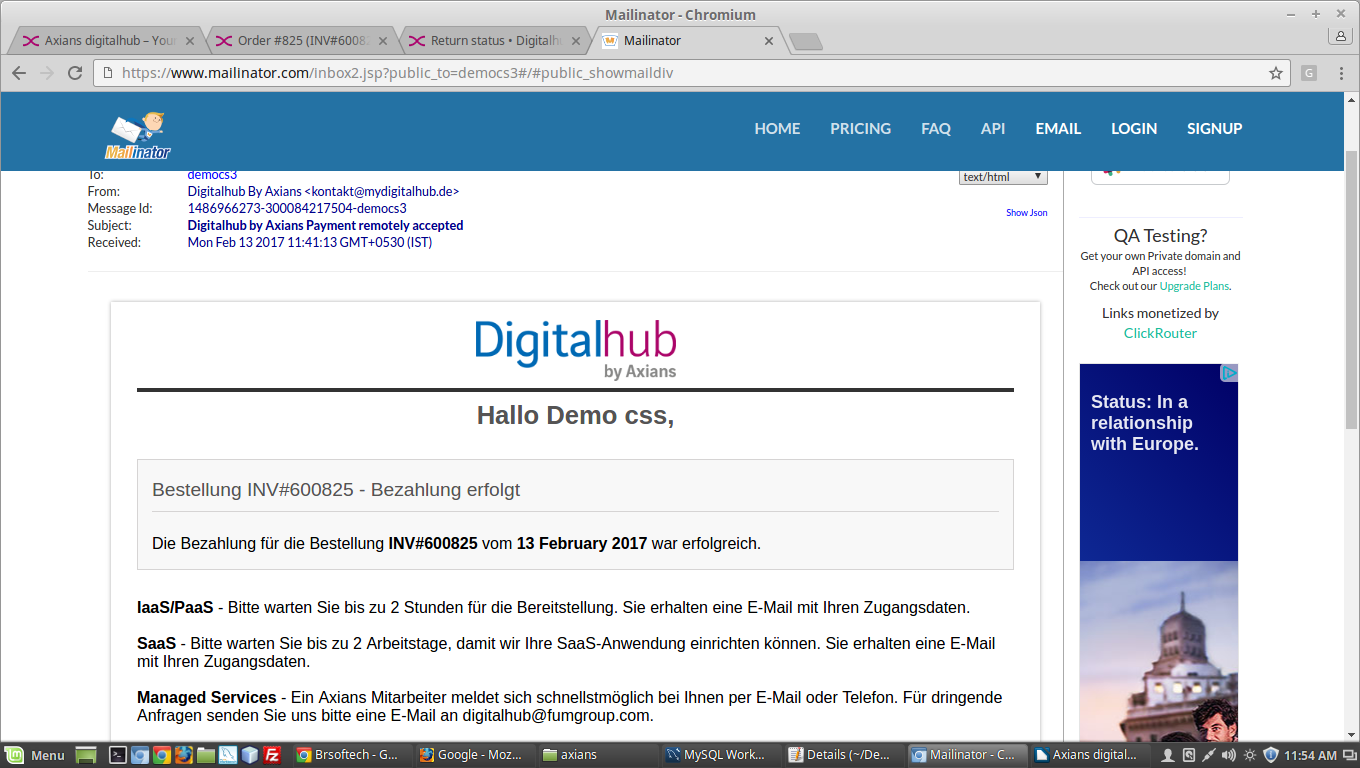 Mailinator - Chromium
Axians digitalhub – Your
Order #825 (INV#60082
Return status • Digitalhu
Mailinator
https://www.mailinator.com/inbox2.jsp?public_to=democs3#/#public_showmaildiv
G
Mailinator
HOME PRICING FAQ API EMAIL LOGIN SIGNUP
To: democs3
text/html
From: Digitalhub By Axians <kontakt@mydigitalhub.de>
Message Id: 1486966273-300084217504-democs3
Show Json
Subject: Digitalhub by Axians Payment remotely accepted
Received: Mon Feb 13 2017 11:41:13 GMT+0530 (IST)
Digitalhub
by Axians
Hallo Demo css,
Bestellung INV#600825 - Bezahlung erfolgt
Die Bezahlung für die Bestellung INV#600825 vom 13 February 2017 war erfolgreich.
IaaS/PaaS - Bitte warten Sie bis zu 2 Stunden für die Bereitstellung. Sie erhalten eine E-Mail mit Ihren Zugangsdaten.
SaaS - Bitte warten Sie bis zu 2 Arbeitstage, damit wir Ihre SaaS-Anwendung einrichten können. Sie erhalten eine E-Mail
mit Ihren Zugangsdaten.
Managed Services - Ein Axians Mitarbeiter meldet sich schnellstmöglich bei Ihnen per E-Mail oder Telefon. Für dringende
Anfragen senden Sie uns bitte eine E-Mail an digitalhub@fumgroup.com.
QA Testing?
Get your own Private domain and
API access!
Check out our Upgrade Plans.
Links monetized by
ClickRouter
Status: In a
relationship
with Europe.
Menu
Brsoftech - G...
Google - Moz...
axians
MySQL Work...
Details (~/De...
Mailinator - C...
Axians digital...
11:54 AM